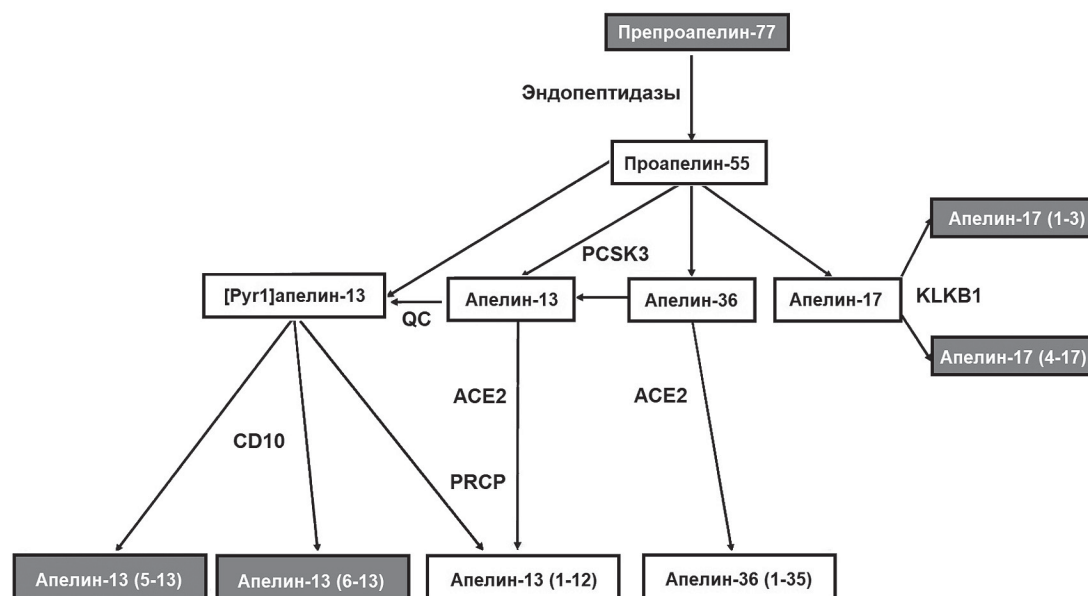 Препроапелин-77
Эндопептидазы
Проапелин-55
Апелин-17 (1-3)
PCSK3
[Pyr1]апелин-13
Апелин-13
Апелин-36
Апелин-17
KLKB1
QC
Апелин-17 (4-17)
ACE2
ACE2
CD10
PRCP
Апелин-13 (5-13)
Апелин-13 (6-13)
Апелин-13 (1-12)
Апелин-36 (1-35)